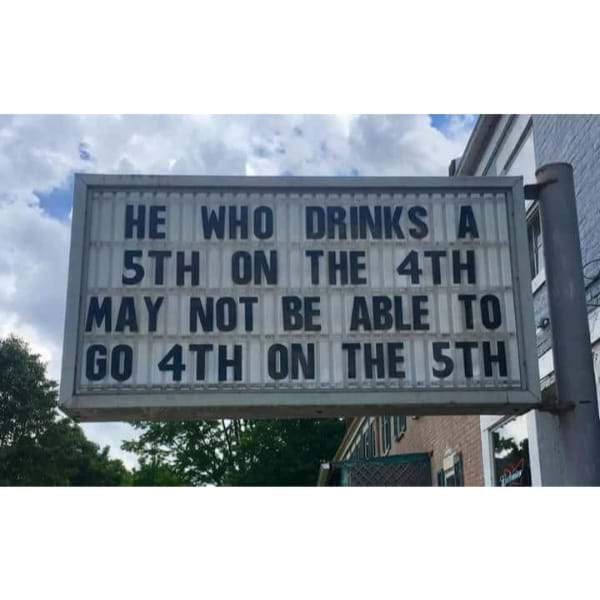 HE WHO DRINKS A
5TH ON THE 4TH
MAY NOT BE ABLE TO
GO 4TH ON THE 5TH